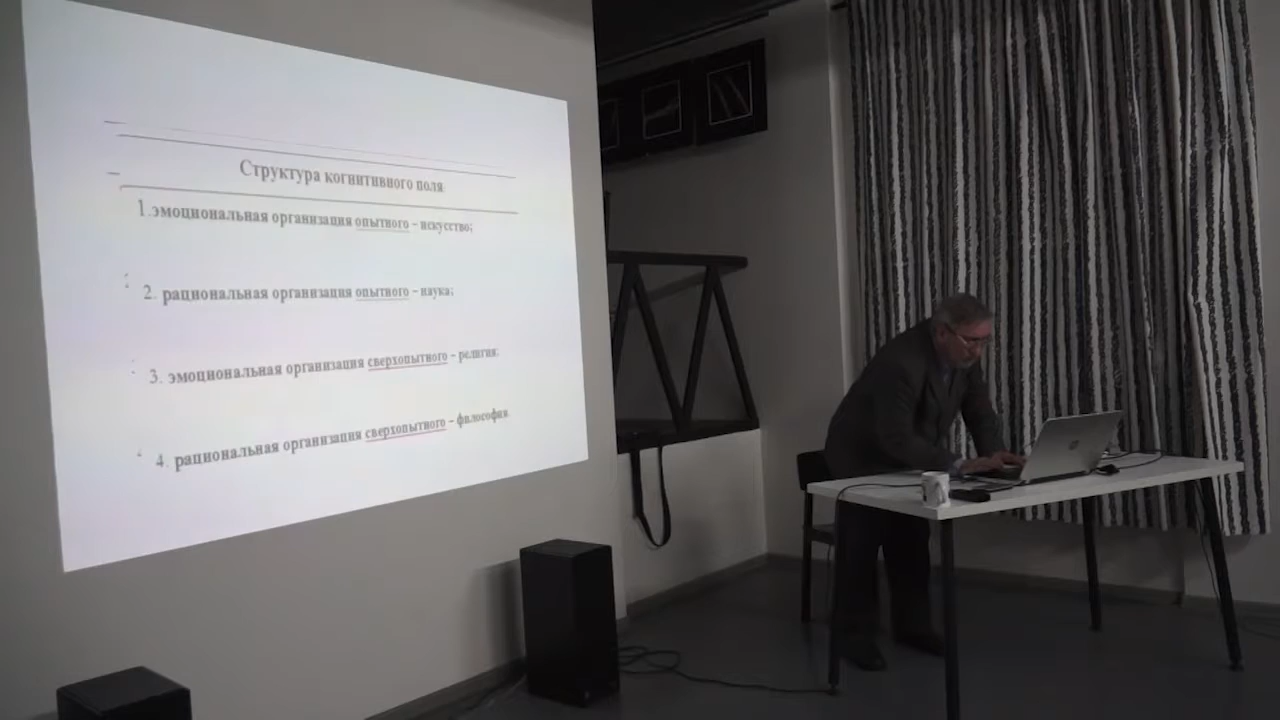 Структура когнитивного поля
1.эмоциональная организация опытного – искусство;
2. рациональная организация опытного – наука;
3. эмоциональная организация сверхопытного – религия;
4. рациональная организация сверхопытного – философия.